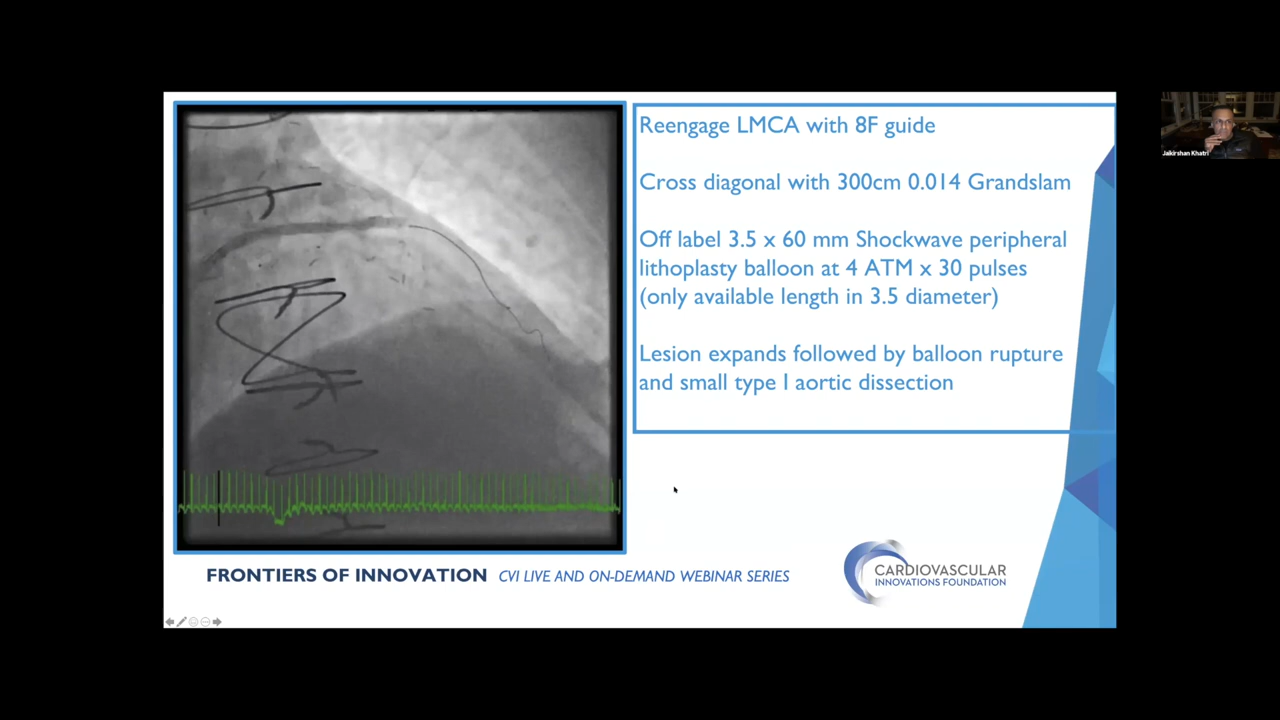 Reengage LMCA with 8F guide
Cross diagonal with 300cm 0.014 Grandslam
Off label 3.5 x 60 mm Shockwave peripheral
lithoplasty balloon at 4 ATM x 30 pulses
(only available length in 3.5 diameter)
Lesion expands followed by balloon rupture
and small type I aortic dissection
Jaikirshan Khatri
FRONTIERS OF INNOVATION CVI LIVE AND ON-DEMAND WEBINAR SERIES
CARDIOVASCULAR
INNOVATIONS FOUNDATION